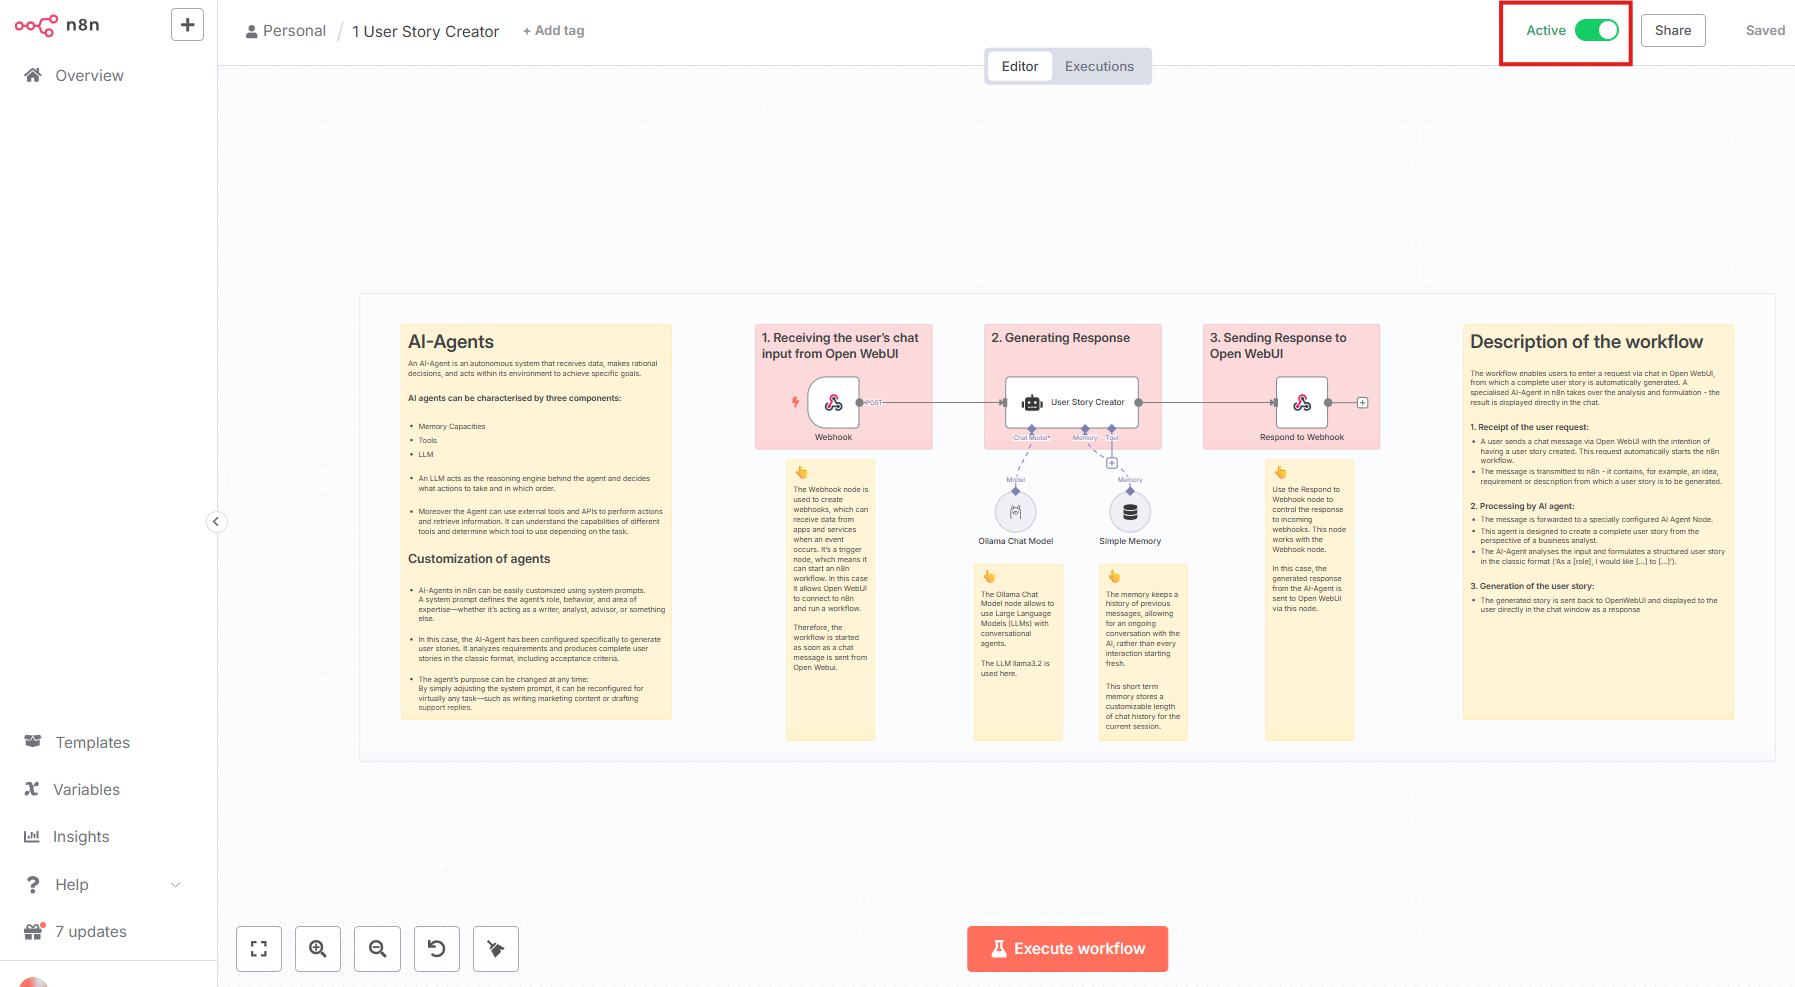 n8n
Overview
Templates
Variables
Insights
Help
7 updates
Personal / 1 User Story Creator + Add tag
Active
Share
Saved
Editor Executions
AI-Agents
An AI-Agent is an autonomous system that receives data, makes rational
decisions, and acts within its environment to achieve specific goals.
AI agents can be characterised by three components:
• Memory Capacities
• Tools
• LLM
• An LLM acts as the reasoning engine behind the agent and decides
what actions to take and in which order.
• Moreover the Agent can use external tools and APIs to perform actions
and retrieve information. It can understand the capabilities of different
tools and determine which tool to use depending on the task.
Customization of agents
• AI-Agents in n8n can be easily customized using system prompts.
A system prompt defines the agent's role, behavior, and area of
expertise—whether it's acting as a writer, analyst, advisor, or something
else.
• In this case, the AI-Agent has been configured specifically to generate
user stories. It analyzes requirements and produces complete user
stories in the classic format, including acceptance criteria.
• The agent's purpose can be changed at any time:
By simply adjusting the system prompt, it can be reconfigured for
virtually any task—such as writing marketing content or drafting
support replies.
1. Receiving the user's chat
input from Open WebUI
POST
Webhook
The Webhook node is
used to create
webhooks, which can
receive data from
apps and services
when an event
occurs. It's a trigger
node, which means it
can start an n8n
workflow. In this case
it allows Open WebUI
to connect to n8n
and run a workflow.
Therefore, the
workflow is started
as soon as a chat
message is sent from
Open Webui.
2. Generating Response
User Story Creator
Chat Model*
Memory
Tool
Model
Memory
Ollama Chat Model
Simple Memory
The Ollama Chat
Model node allows to
use Large Language
Models (LLMs) with
conversational
agents.
The LLM llama3.2 is
used here.
The memory keeps a
history of previous
messages, allowing
for an ongoing
conversation with the
AI, rather than every
interaction starting
fresh.
This short term
memory stores a
customizable length
of chat history for the
current session.
3. Sending Response to
Open WebUI
Respond to Webhook
Use the Respond to
Webhook node to
control the response
to incoming
webhooks. This node
works with the
Webhook node.
In this case, the
generated response
from the AI-Agent is
sent to Open WebUI
via this node.
Description of the workflow
The workflow enables users to enter a request via chat in Open WebUI,
from which a complete user story is automatically generated. A
specialised AI-Agent in n8n takes over the analysis and formulation - the
result is displayed directly in the chat.
1. Receipt of the user request:
• A user sends a chat message via Open WebUI with the intention of
having a user story created. This request automatically starts the n8n
workflow.
• The message is transmitted to n8n - it contains, for example, an idea,
requirement or description from which a user story is to be generated.
2. Processing by AI agent:
• The message is forwarded to a specially configured AI Agent Node.
• This agent is designed to create a complete user story from the
perspective of a business analyst.
• The AI-Agent analyses the input and formulates a structured user story
in the classic format ('As a [role], I would like [...] to [...]').
3. Generation of the user story:
• The generated story is sent back to OpenWebUI and displayed to the
user directly in the chat window as a response
Execute workflow